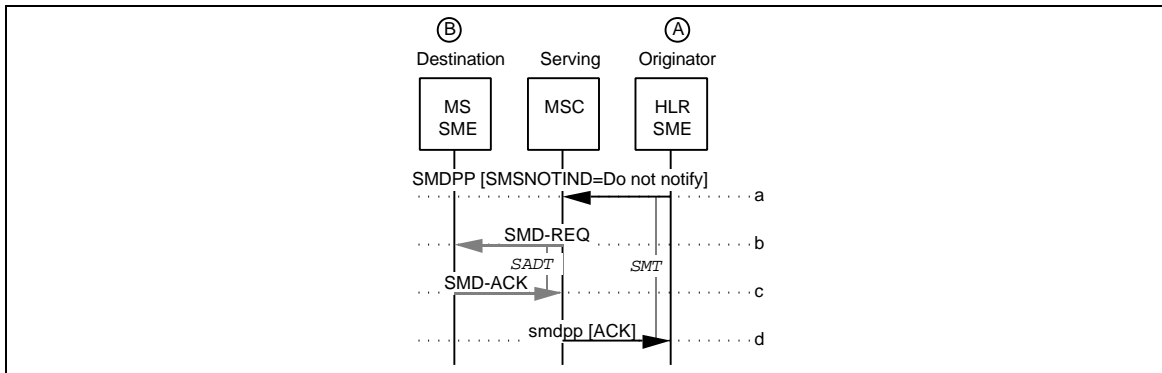 B A
Destination Serving Originator
MS MSC HLR
SME SME
SMDPP [SMSNOTIND=Do not notify]
a
SMD-REQ b
SADT SMT
SMD-ACK c
smdpp [ACK] d